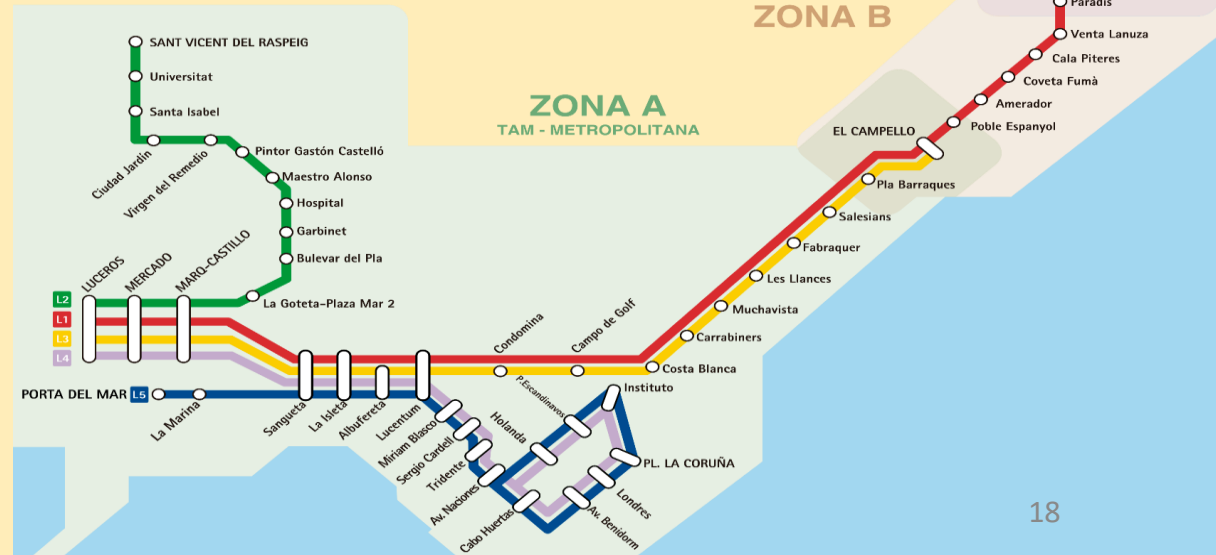 Paradís
ZONA B
Venta Lanuza
SANT VICENT DEL RASPEIG
Cala Piteres
Universitat
Coveta Fumà
ZONA A
Amerador
Santa Isabel
TAM - METROPOLITANA
EL CAMPELLO
Poble Espanyol
Ciudad Jardín
Virgen del Remedio
Pintor Gastón Castelló
Maestro Alonso
Pla Barraques
Hospital
Salesians
Garbinet
Fabraquer
Bulevar del Pla
LUCEROS
MERCADO
MARQ-CASTILLO
Les Llances
L2
La Goteta-Plaza Mar 2
Muchavista
L1
Condomina
Campo de Golf
L3
Carrabiners
L4
Costa Blanca
PORTA DEL MAR L5
P.Escandinavos
Instituto
La Marina
Sangueta
La Isleta
Albufereta
Lucentum
Miriam Blasco
Holanda
Sergio Cardell
Tridente
PL. LA CORUÑA
Av. Naciones
Londres
Cabo Huertas
Av. Benidorm
18